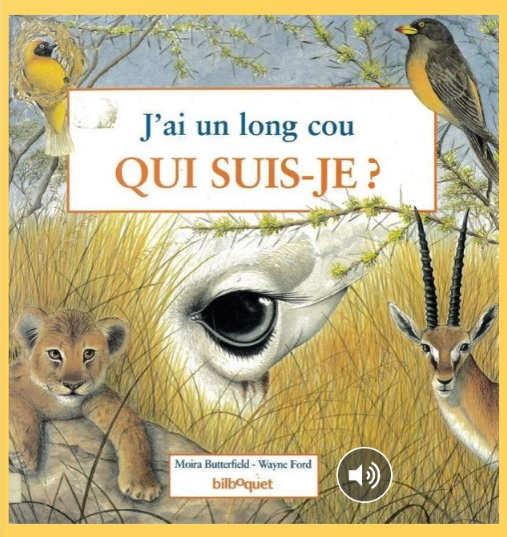 J'ai un long cou
QUI SUIS-JE ?
Moira Butterfield - Wayne Ford
bilboquet